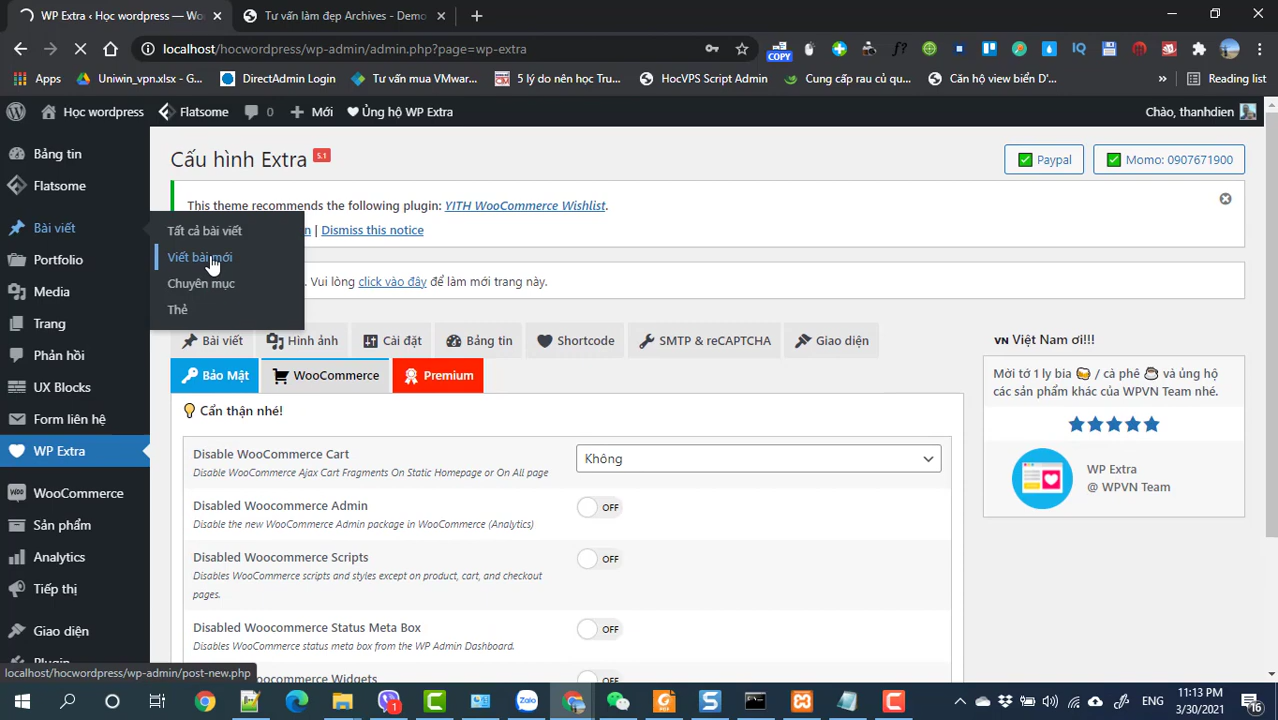 WP Extra ‹ Học wordpress — Wo
Tư vấn làm đẹp Archives - Demo
localhost/hocwordpress/wp-admin/admin.php?page=wp-extra
COPY
Apps
Uniwin_vpn.xlsx - G...
DirectAdmin Login
Tư vấn mua VMwar...
5 lý do nên học Tru...
HocVPS Script Admin
Cung cấp rau củ qu...
Căn hộ view biển D'...
»
Reading list
Học wordpress
Flatsome
0
Mới
Ủng hộ WP Extra
Chào, thanhdien
Bảng tin
Flatsome
Bài viết
Portfolio
Media
Trang
Phản hồi
UX Blocks
Form liên hệ
WP Extra
WooCommerce
Sản phẩm
Analytics
Tiếp thị
Giao diện
Plugin
Tất cả bài viết
Viết bài mới
Chuyên mục
Thẻ
Cấu hình Extra 5.1
Paypal
Momo: 0907671900
This theme recommends the following plugin: YITH WooCommerce Wishlist.
| Dismiss this notice
. Vui lòng click vào đây để làm mới trang này.
Bài viết
Hình ảnh
Cài đặt
Bảng tin
Shortcode
SMTP & reCAPTCHA
Giao diện
Bảo Mật
WooCommerce
Premium
Cẩn thận nhé!
Disable WooCommerce Cart
Disable WooCommerce Ajax Cart Fragments On Static Homepage or On All page
Không
Disabled Woocommerce Admin
Disable the new WooCommerce Admin package in WooCommerce (Analytics)
OFF
Disabled Woocommerce Scripts
Disables WooCommerce scripts and styles except on product, cart, and checkout
pages.
OFF
Disabled Woocommerce Status Meta Box
Disables WooCommerce status meta box from the WP Admin Dashboard.
OFF
Disabled Woocommerce Widgets
OFF
VN Việt Nam ơi!!!
Mời tớ 1 ly bia / cà phê và ủng hộ
các sản phẩm khác của WPVN Team nhé.
WP Extra
@ WPVN Team
localhost/hocwordpress/wp-admin/post-new.php
1
ENG
11:13 PM
3/30/2021
16